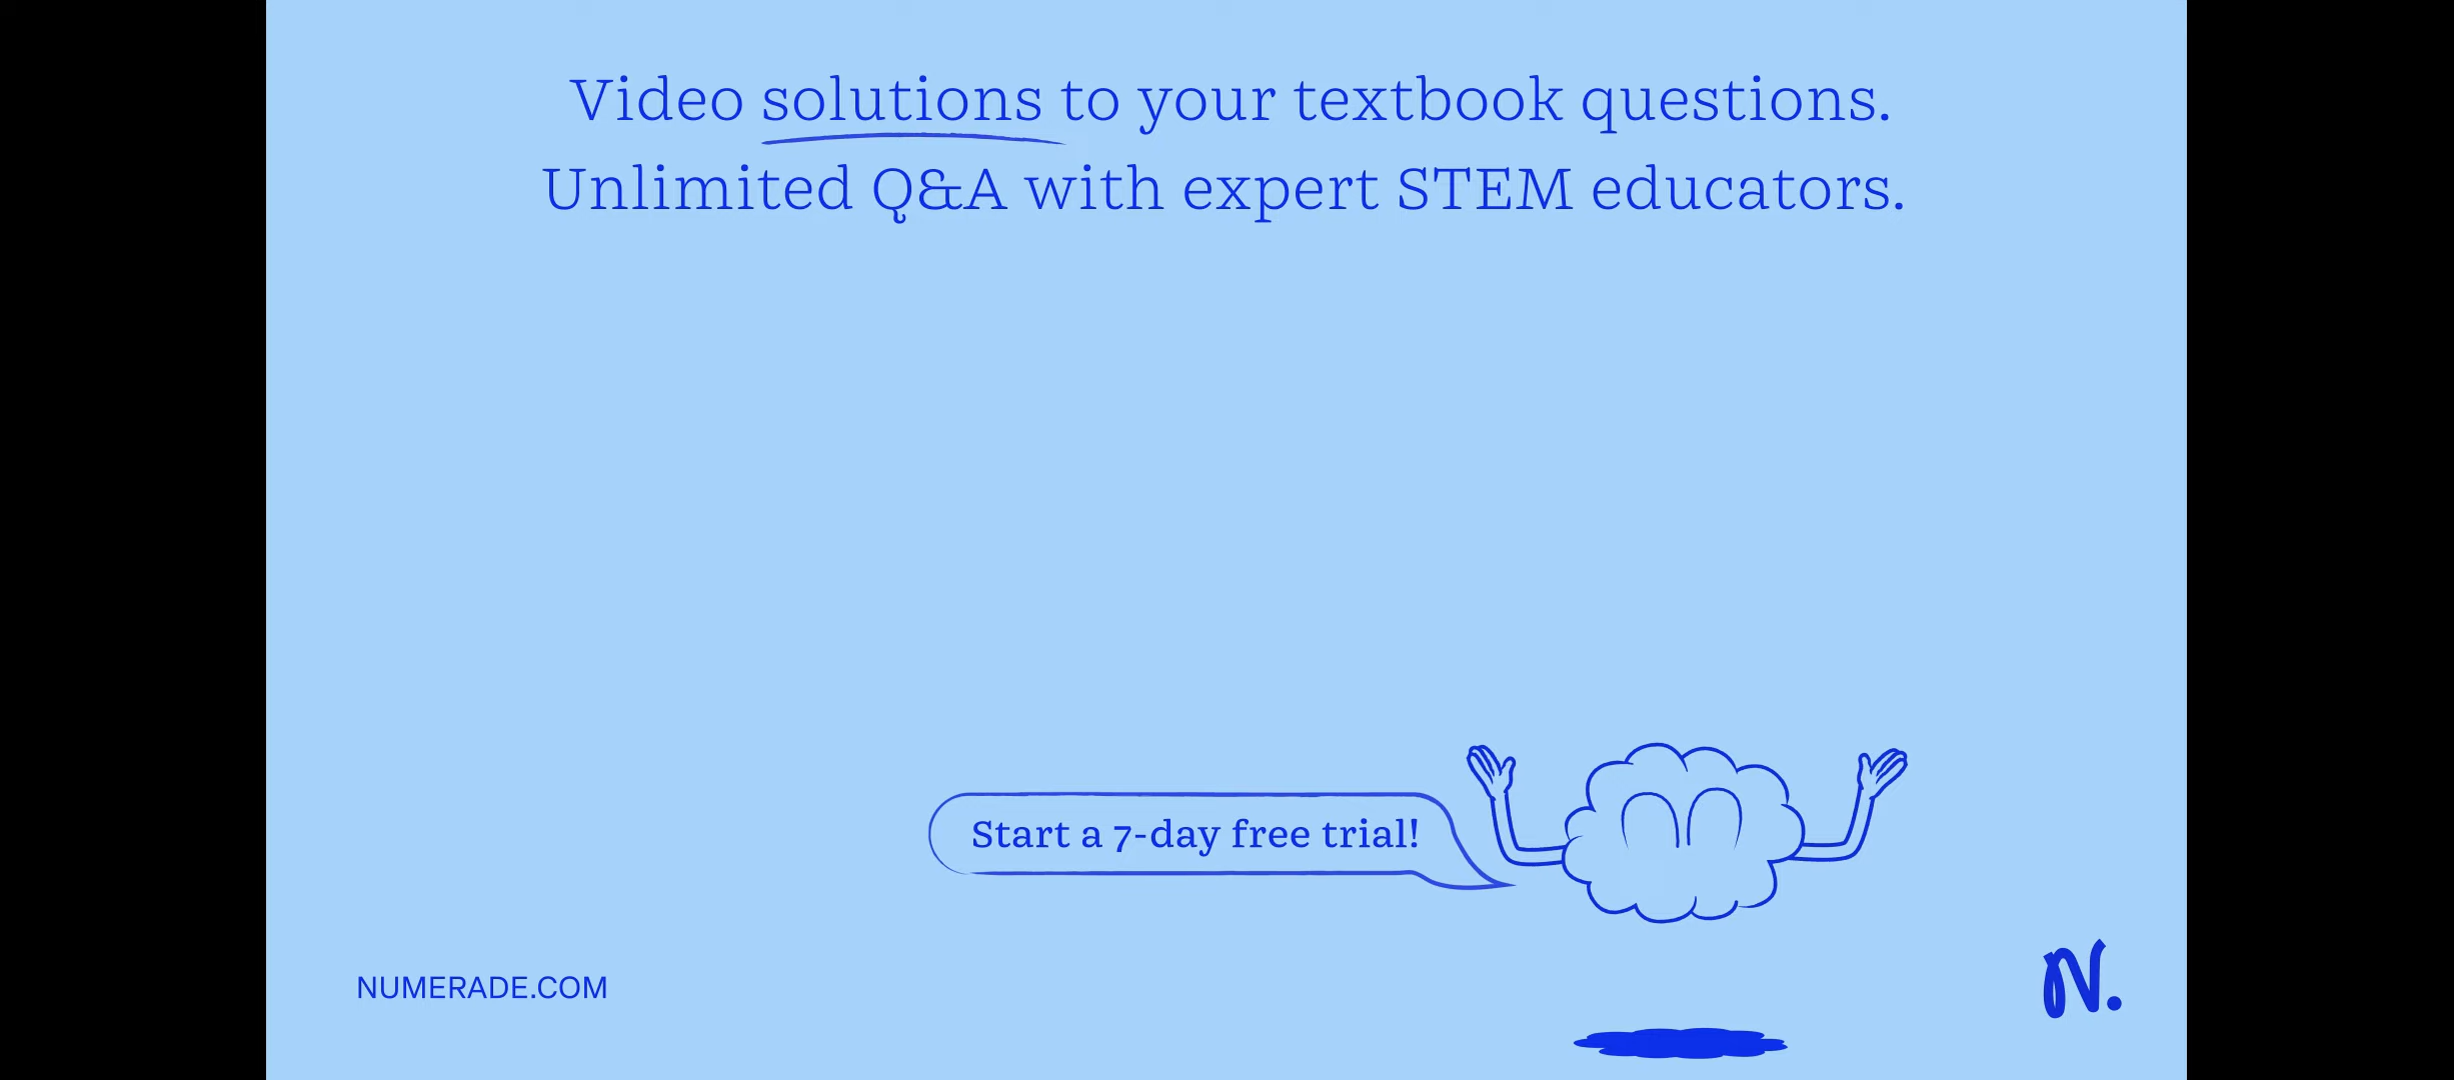 Video solutions to your textbook questions.
Unlimited Q&A with expert STEM educators.
Start a 7-day free trial!
NUMERADE.COM
N.